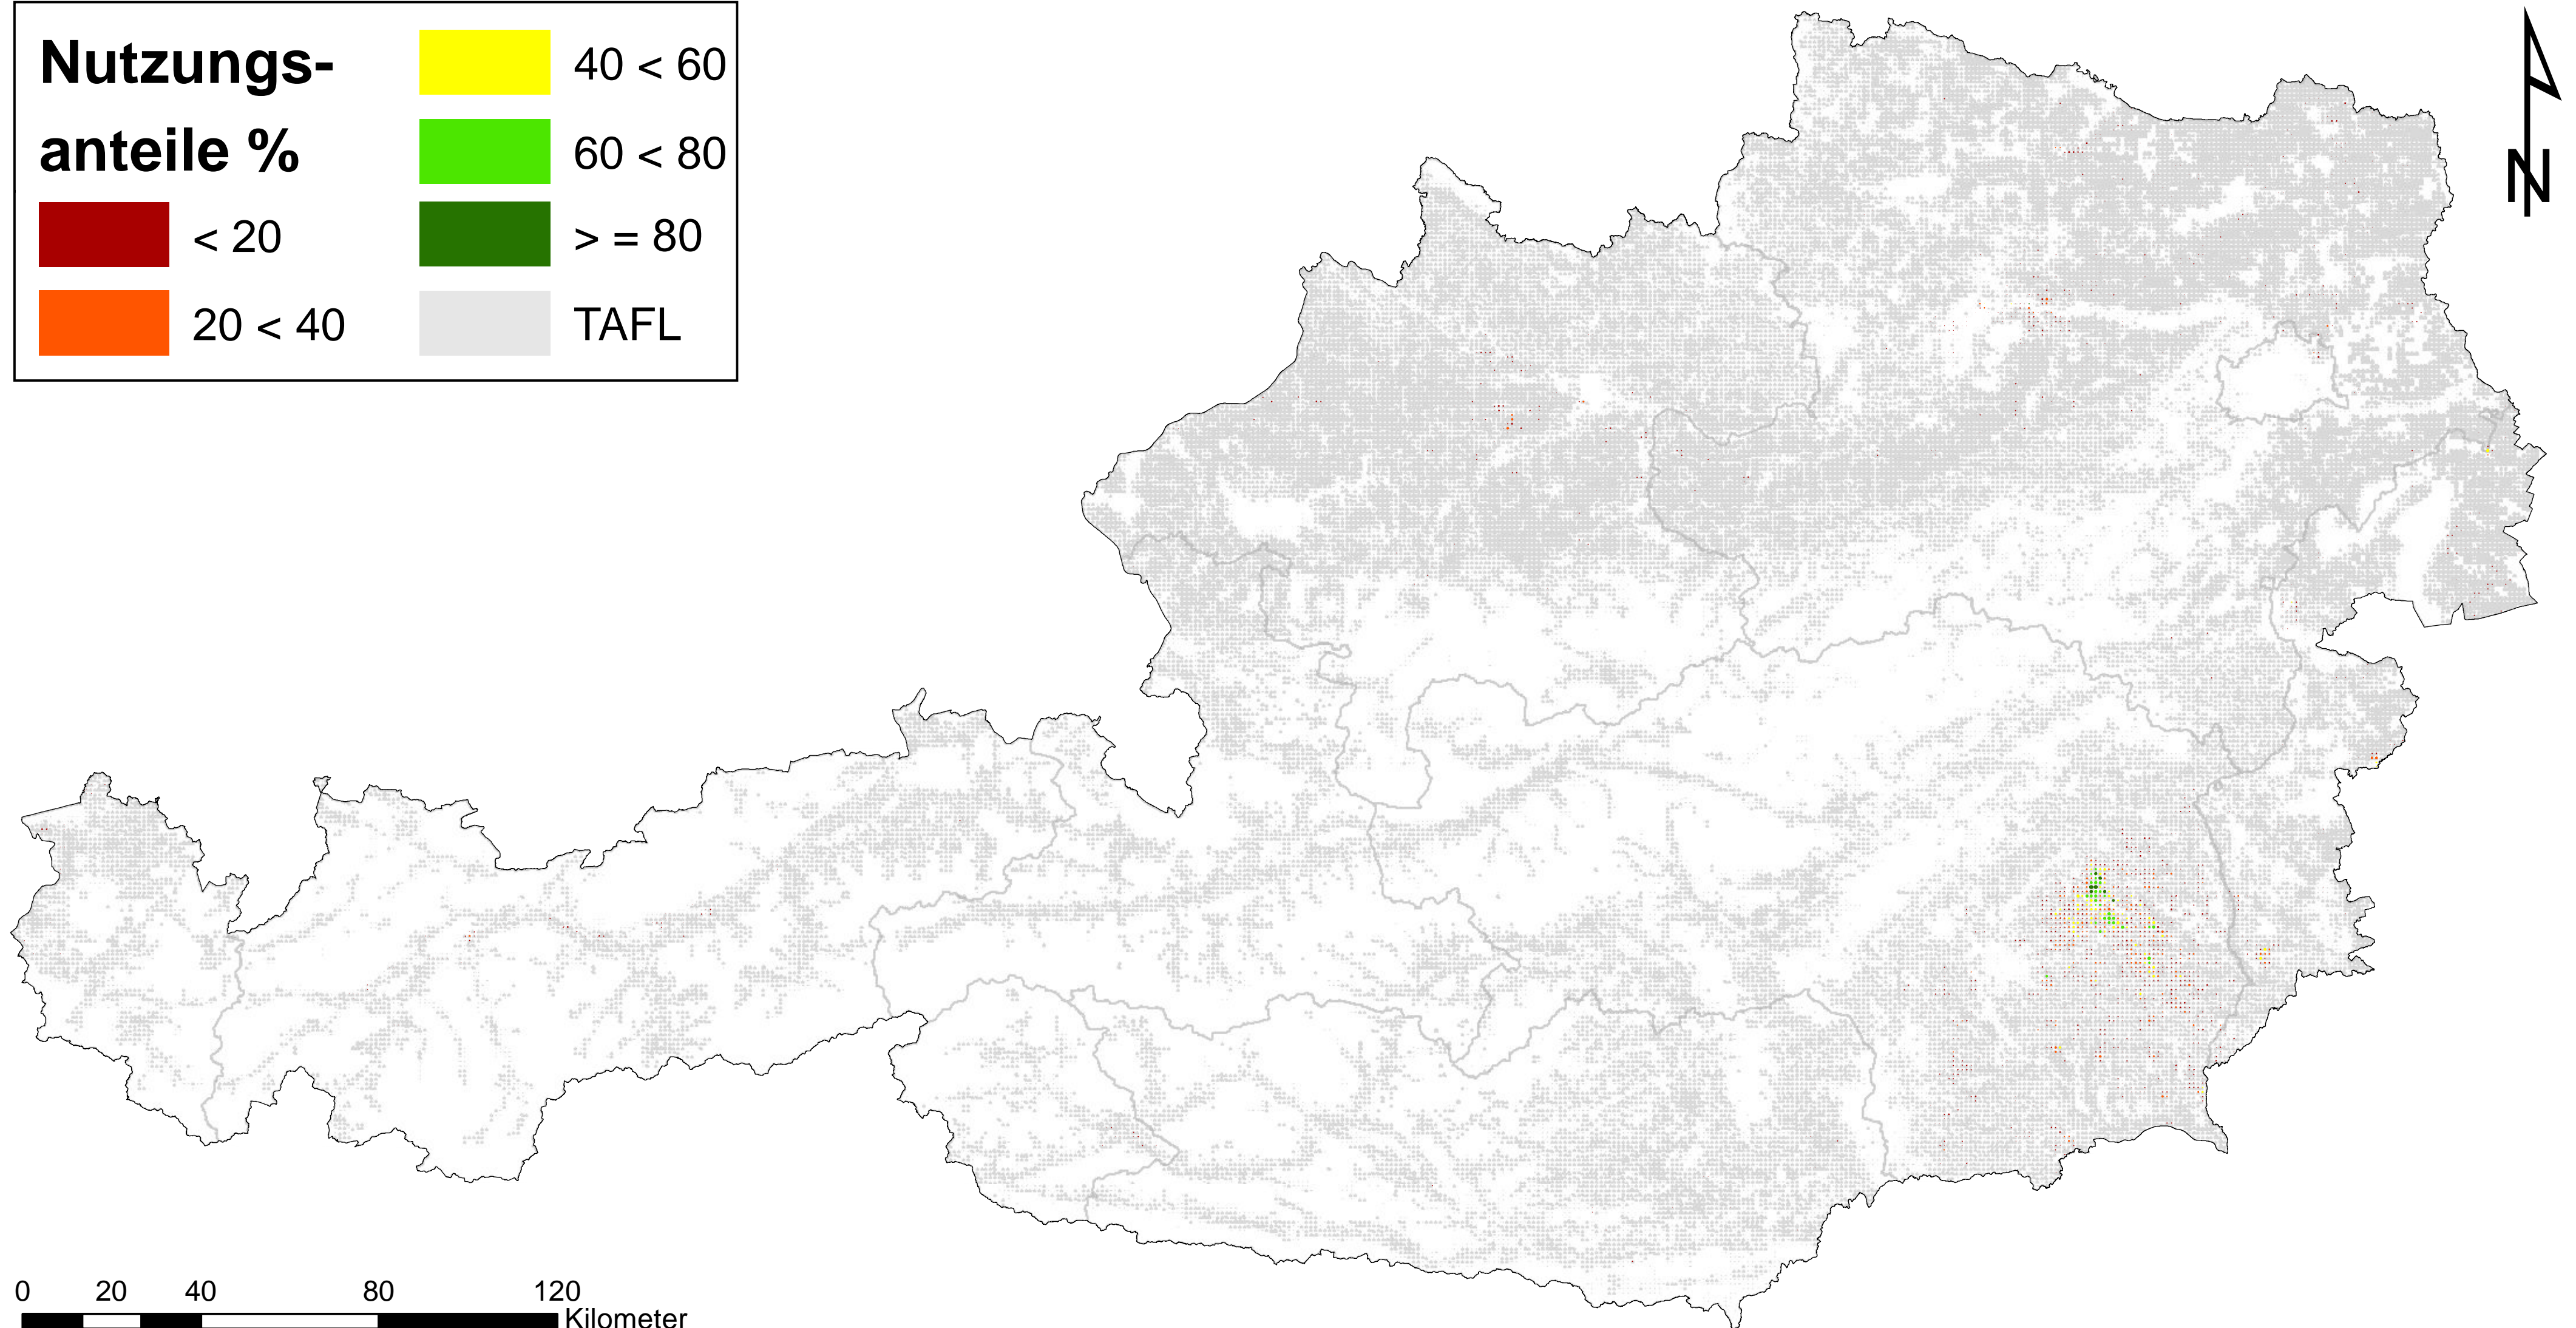 Nutzungs-
anteile %
< 20
20 < 40
40 < 60
60 < 80
> = 80
TAFL
N
0 20 40 80 120
Kilometer